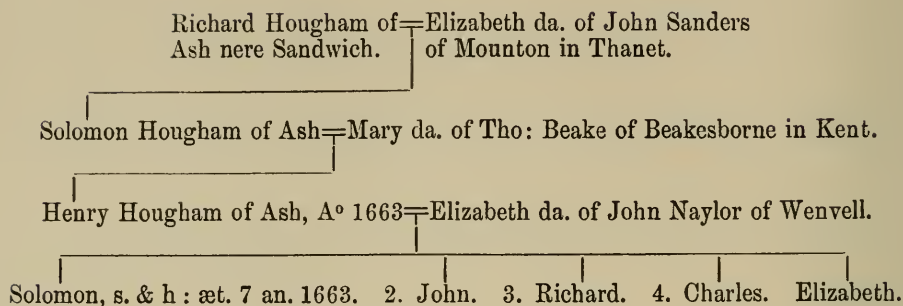 Richard Hougham of=Elizabeth da. of John Sanders
Ash nere Sandwich. of Mounton in Thanet.
Solomon Hougham of Ash=Mary da. of Tho: Beake of Beakesborne in Kent.
Henry Hougham of Ash, Aº 1663=Elizabeth da. of John Naylor of Wenvell.
Solomon, s. & h : æt. 7 an. 1663. 2. John. 3. Richard. 4. Charles. Elizabeth.